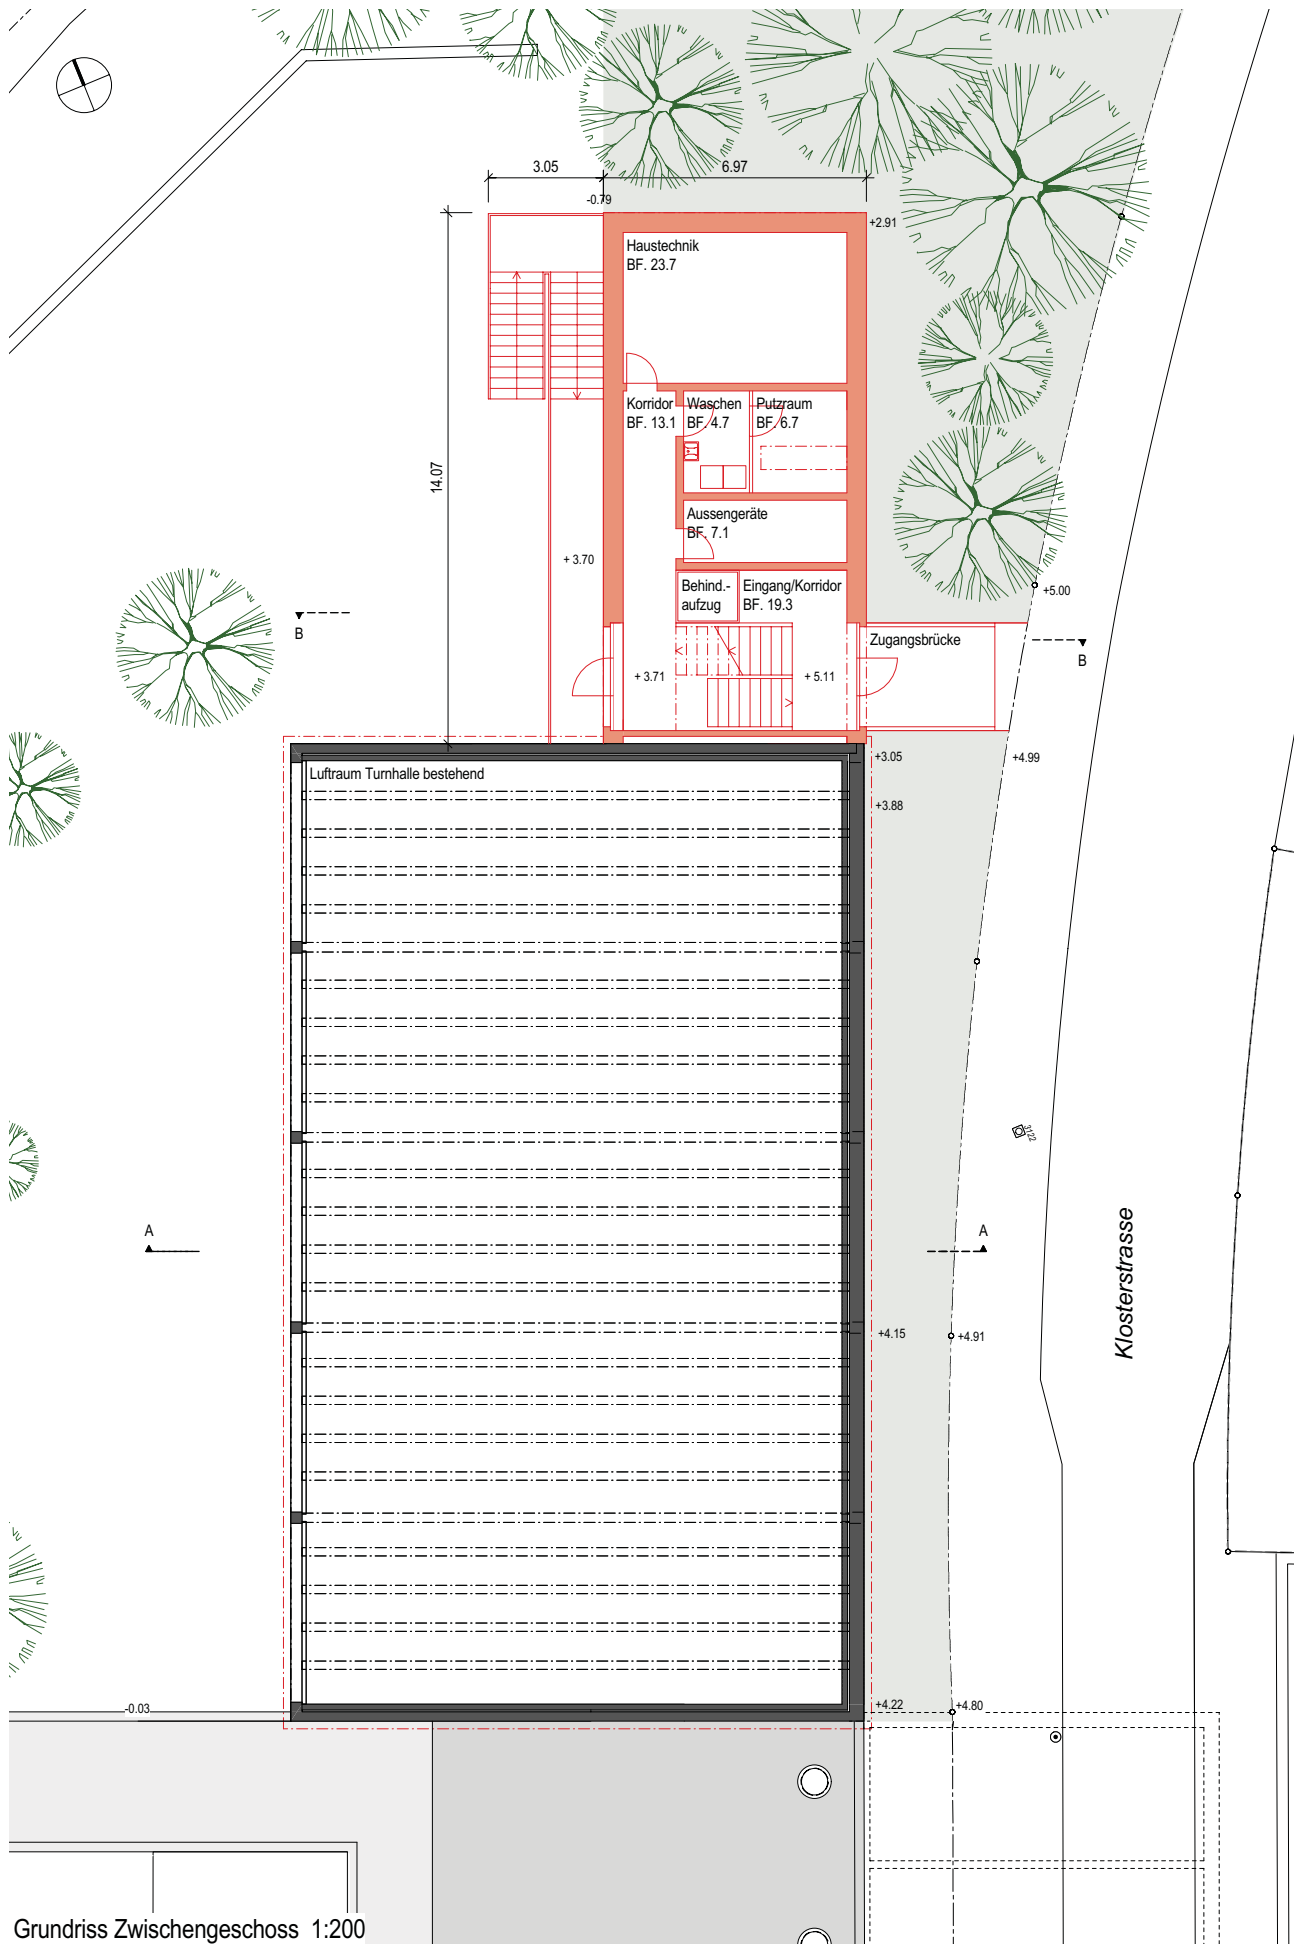 3.05
6.97
-0.79
+2.91
Haustechnik
BF. 23.7
Korridor
BF. 13.1
Waschen
BF. 4.7
Putzraum
BF. 6.7
14.07
Aussengeräte
BF. 7.1
+ 3.70
Behind.-
aufzug
Eingang/Korridor
BF. 19.3
+5.00
B
Zugangsbrücke
B
+ 3.71
+ 5.11
+3.05
+4.99
Luftraum Turnhalle bestehend
+3.88
3122
A
A
Klosterstrasse
+4.15
+4.91
-0.03
+4.22
+4.80
Grundriss Zwischengeschoss 1:200